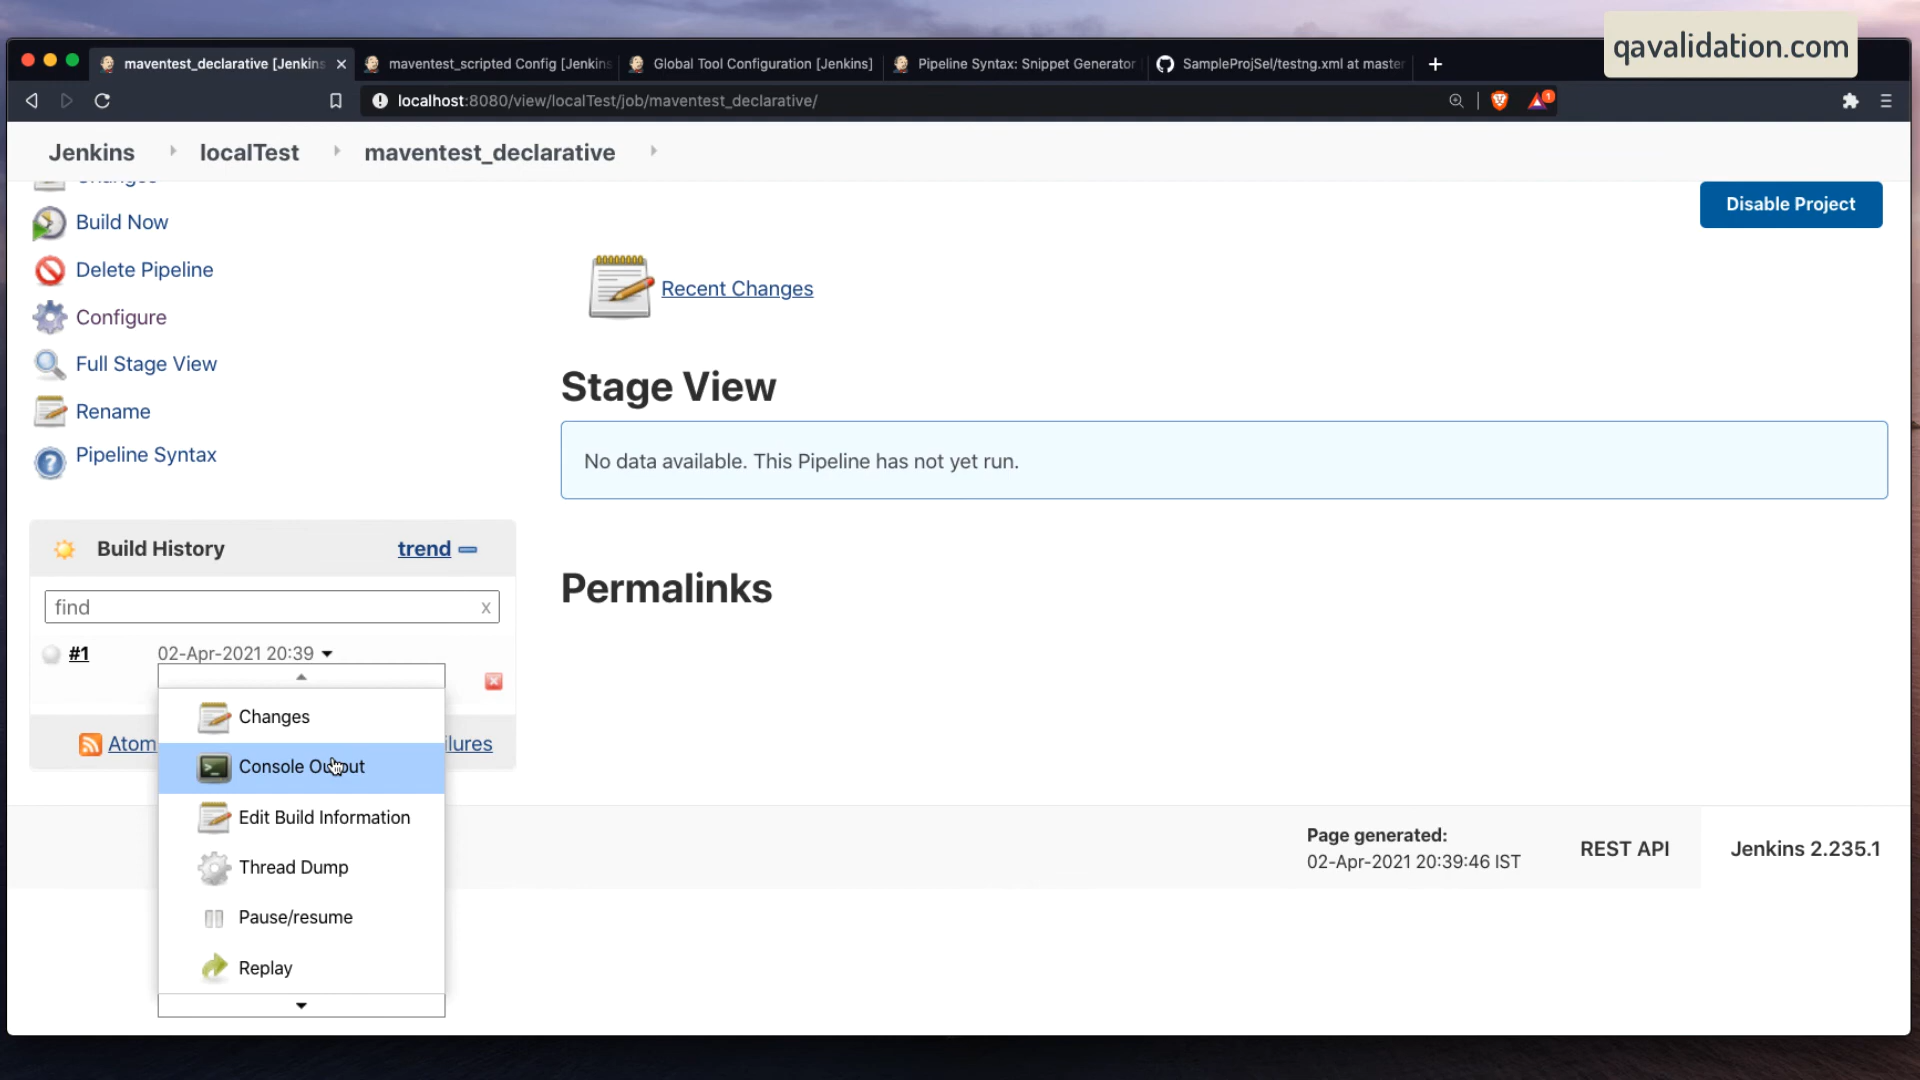 qavalidation.com
maventest_declarative [Jenkins
maventest_scripted Config [Jenkins
Global Tool Configuration [Jenkins]
Pipeline Syntax: Snippet Generator
SampleProjSel/testng.xml at master
localhost:8080/view/localTest/job/maventest_declarative/
1
Jenkins
localTest
maventest_declarative
Changes
Disable Project
Build Now
Delete Pipeline
Recent Changes
Configure
Full Stage View
Stage View
Rename
Pipeline Syntax
No data available. This Pipeline has not yet run.
Build History
trend
Permalinks
find
x
#1
02-Apr-2021 20:39
Changes
Atom
lures
Console Output
Edit Build Information
Thread Dump
Pause/resume
Replay
Page generated:
02-Apr-2021 20:39:46 IST
REST API
Jenkins 2.235.1